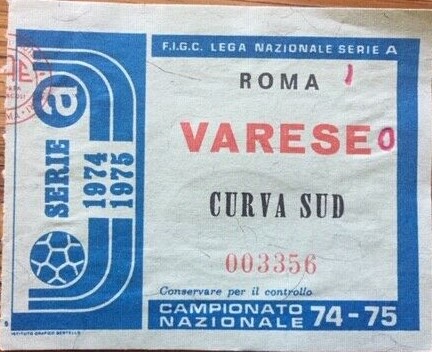 F.I.G.C. LEGA NAZIONALE SERIE A
ROMA 1
VARESE 0
CURVA SUD
003356
Conservare per il controllo
CAMPIONATO
NAZIONALE 74-75
SERIE a
1974
1975